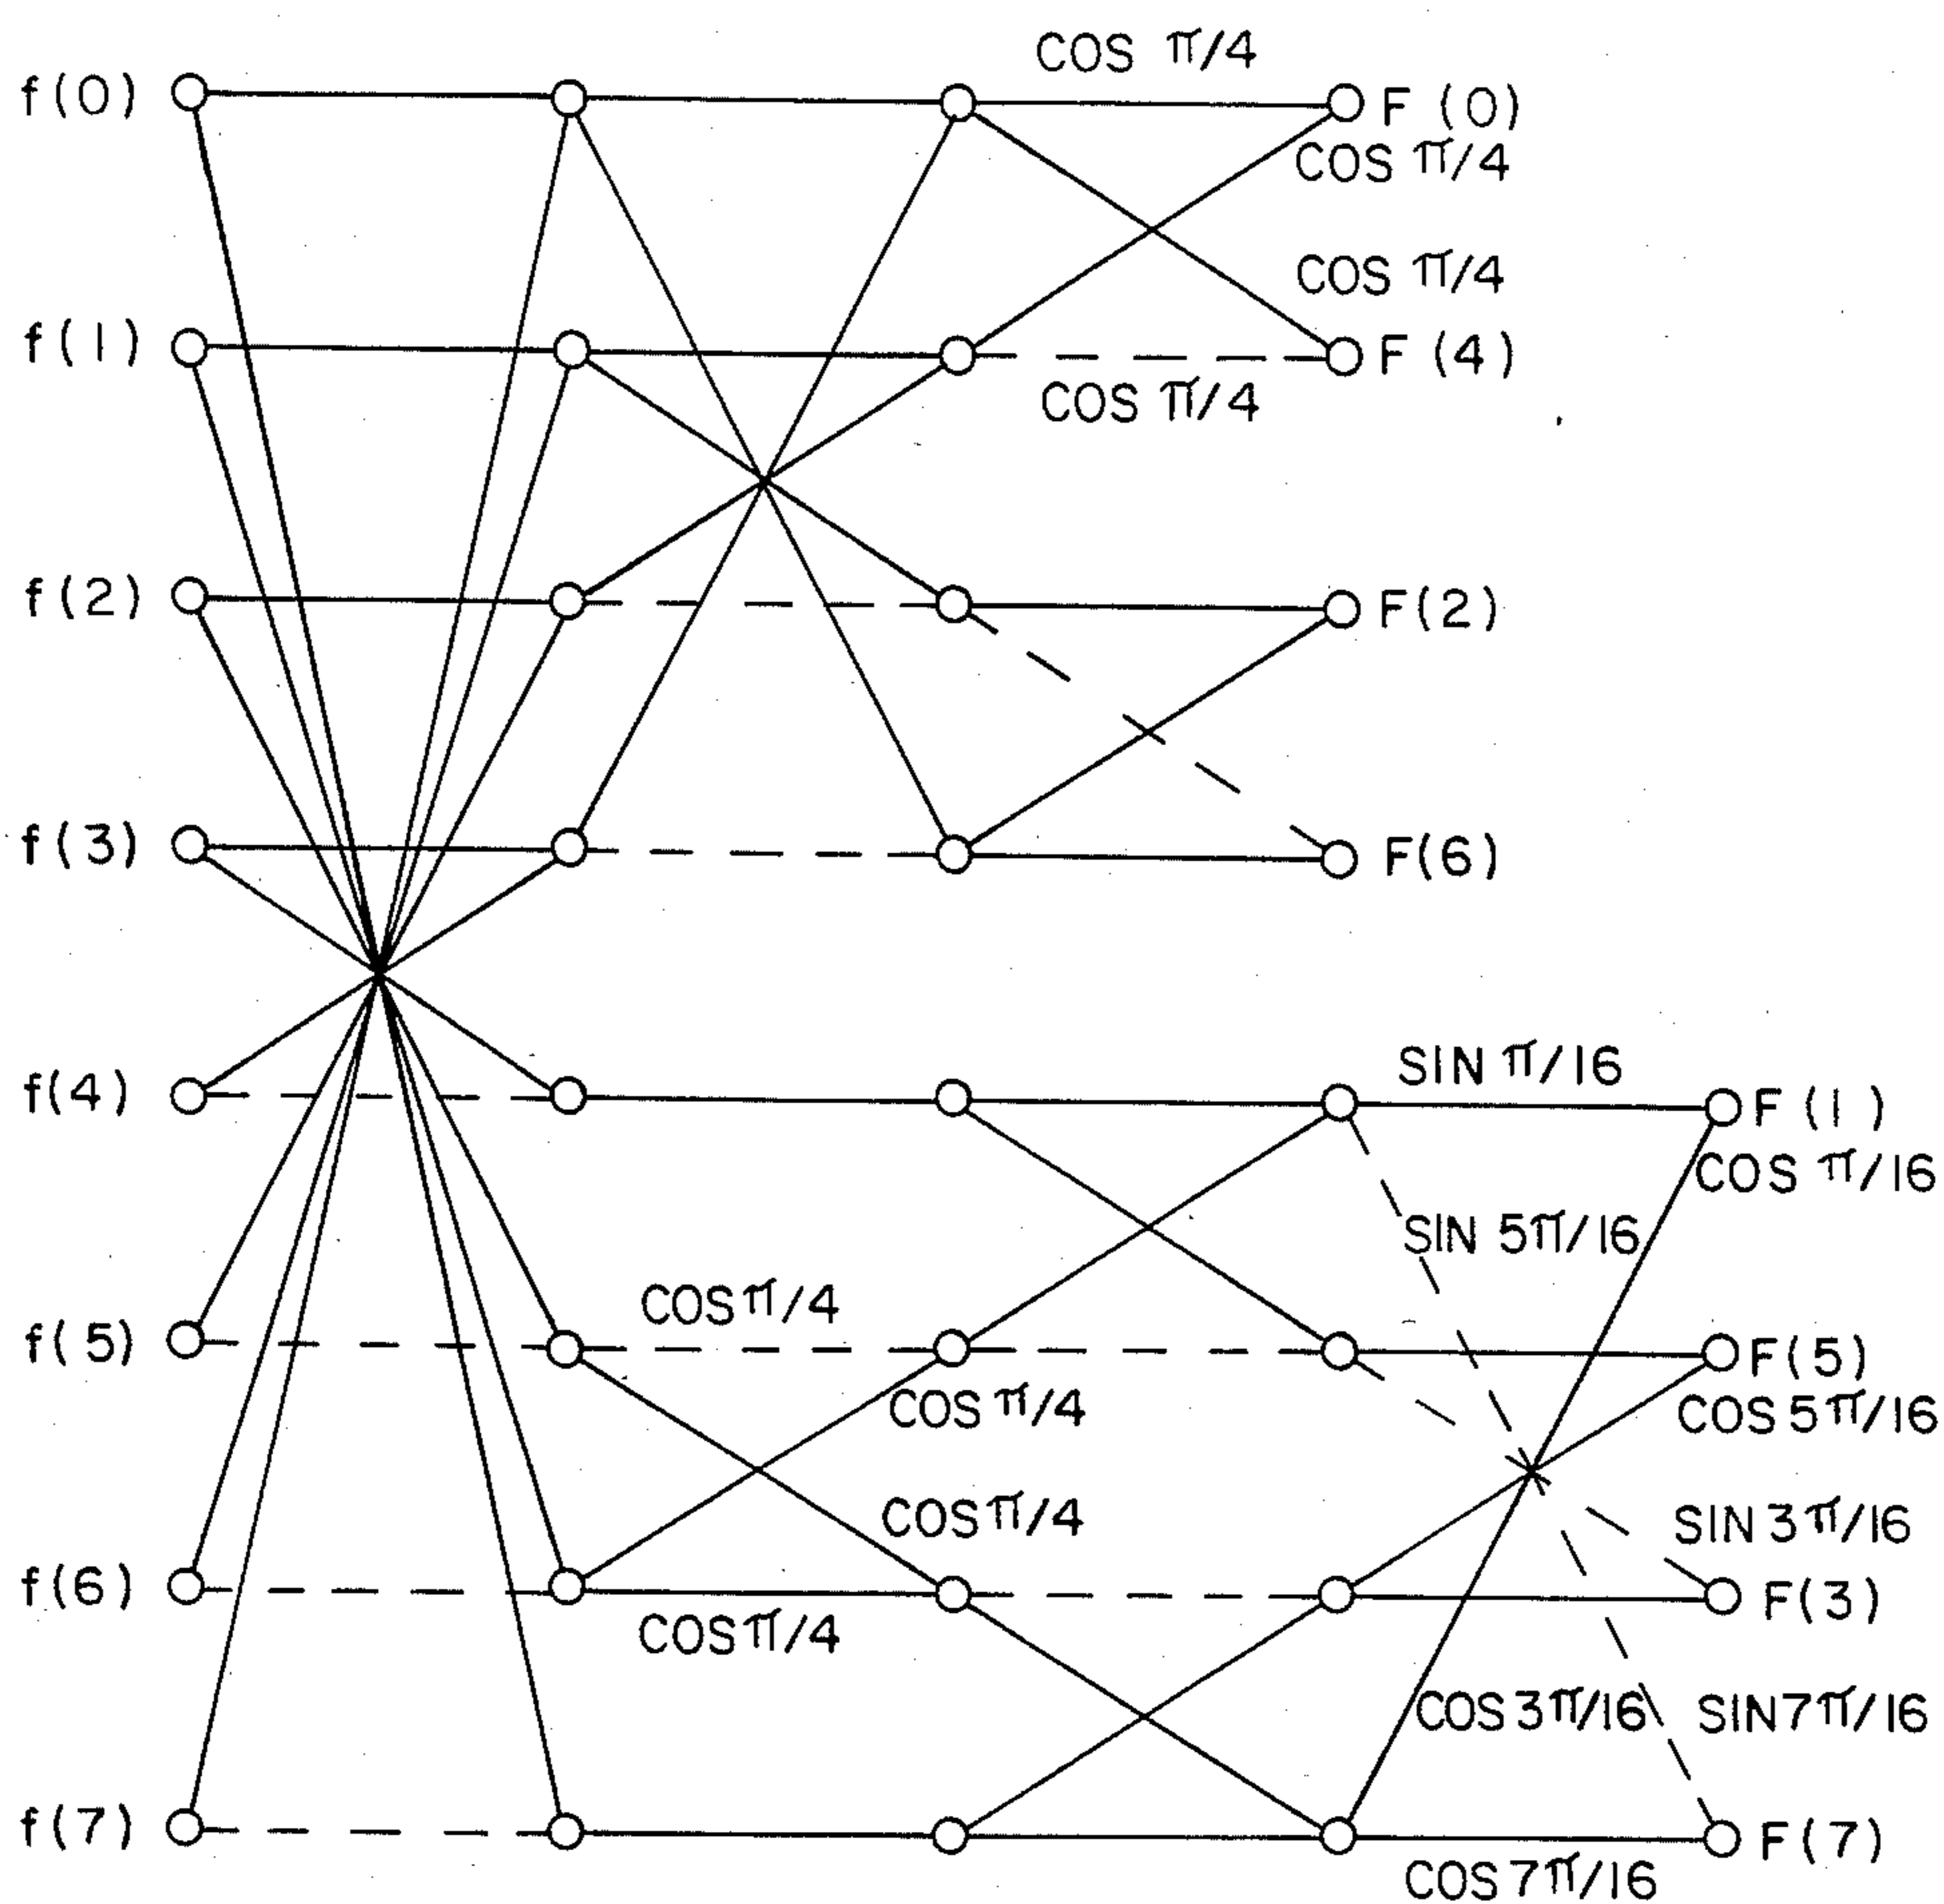 COS π/4
f(0) F (0)
COS π/4
COS π/4
f(1) F (4)
COS π/4
f(2) F(2)
f(3) F(6)
SIN π/16
f(4) F (1)
COS π/16
SIN 5π/16
COS π/4
f(5) F(5)
COS π/4 COS 5π/16
COS π/4 SIN 3π/16
f(6) F(3)
COS π/4
COS 3π/16 SIN 7π/16
f(7) F(7)
COS 7π/16